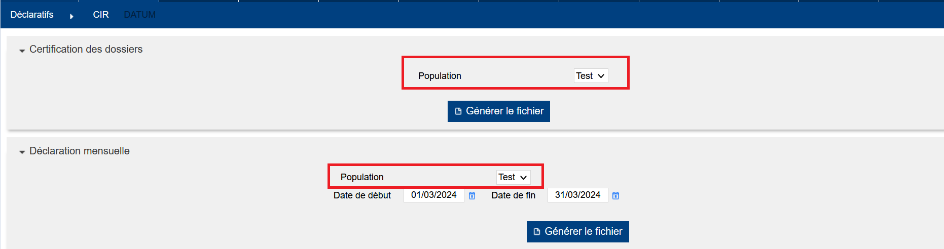 Déclaratifs CIR DATUM
Certification des dossiers
Population Test
Générer le fichier
Déclaration mensuelle
Population Test
Date de début 01/03/2024 Date de fin 31/03/2024
Générer le fichier